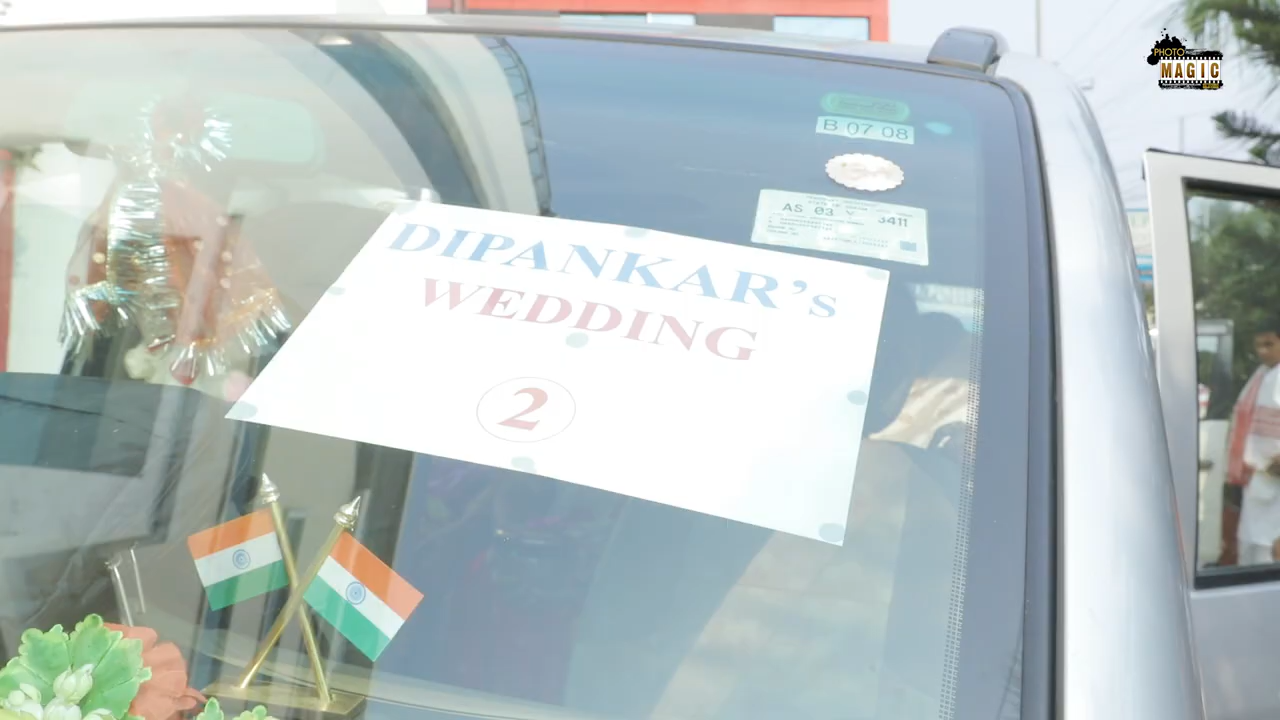 PHOTO
MAGIC
B 07 08
AS 03 V 3411
DIPANKAR's
WEDDING
2